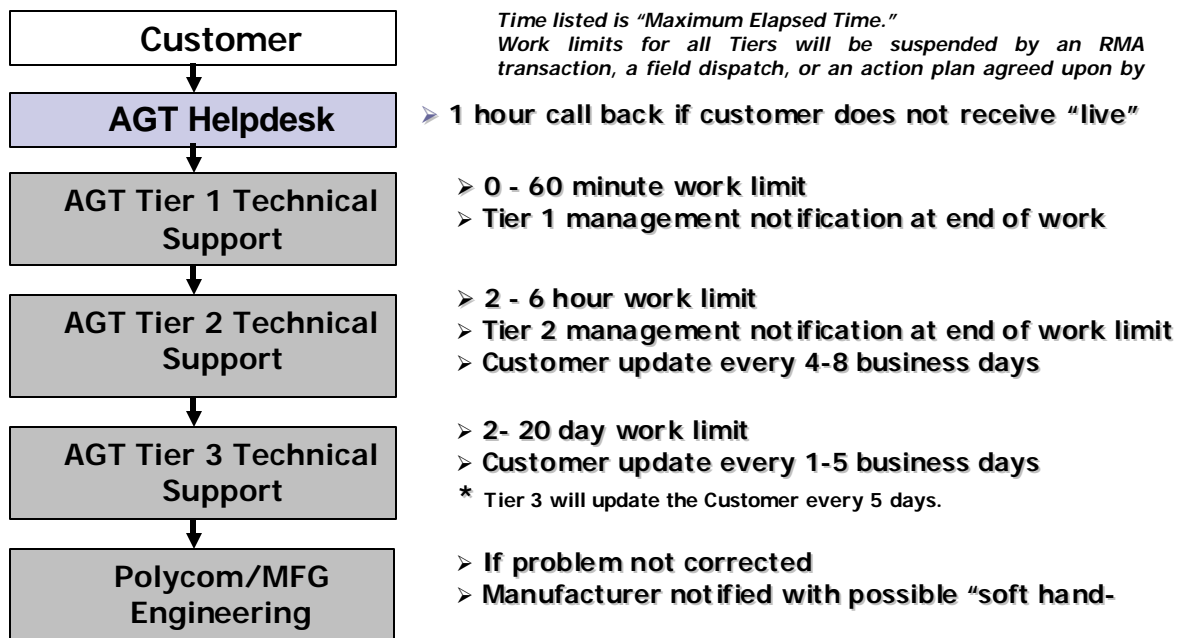 Customer
Time listed is “Maximum Elapsed Time.”
Work limits for all Tiers will be suspended by an RMA
transaction, a field dispatch, or an action plan agreed upon by
AGT Helpdesk
➢ 1 hour call back if customer does not receive “live”
AGT Tier 1 Technical
Support
➢ 0 - 60 minute work limit
➢ Tier 1 management notification at end of work
AGT Tier 2 Technical
Support
➢ 2 - 6 hour work limit
➢ Tier 2 management notification at end of work limit
➢ Customer update every 4-8 business days
AGT Tier 3 Technical
Support
➢ 2- 20 day work limit
➢ Customer update every 1-5 business days
* Tier 3 will update the Customer every 5 days.
Polycom/MFG
Engineering
➢ If problem not corrected
➢ Manufacturer notified with possible “soft hand-